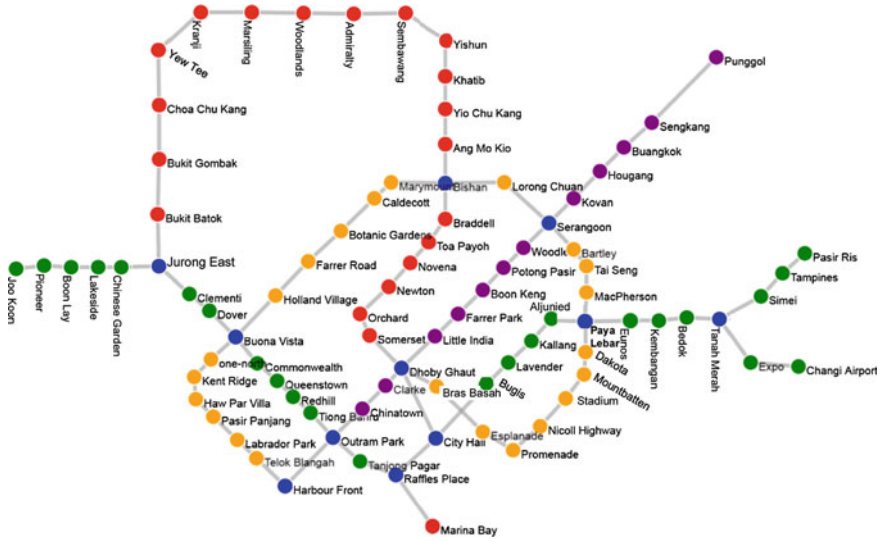 Kranji
Marsiling
Woodlands
Admiralty
Sembawang
Yishun
Yew Tee
Punggol
Khatib
Choa Chu Kang
Yio Chu Kang
Sengkang
Ang Mo Kio
Buangkok
Bukit Gombak
Hougang
Marymount
Bishan
Lorong Chuan
Caldecott
Kovan
Bukit Batok
Braddell
Serangoon
Botanic Gardens
Toa Payoh
Bartley
Jurong East
Farrer Road
Novena
Potong Pasir
Tai Seng
Pasir Ris
Tampines
Joo Koon
Pioneer
Boon Lay
Lakeside
Chinese Garden
Clementi
Holland Village
Newton
Boon Keng
MacPherson
Simei
Dover
Orchard
Farrer Park
Aljunied
Paya
Lebar
Eunos
Kembangan
Bedok
Tanah Merah
Buona Vista
Somerset
Little India
Kallang
Dakota
one-north
Commonwealth
Dhoby Ghaut
Lavender
Mountbatten
Expo
Changi Airport
Kent Ridge
Queenstown
Clarke
Bras Basah
Bugis
Haw Par Villa
Redhill
Stadium
Pasir Panjang
Tiong Bahru
Chinatown
Nicoll Highway
Labrador Park
Outram Park
City Hall
Esplanade
Promenade
Telok Blangah
Tanjong Pagar
Raffles Place
Harbour Front
Marina Bay